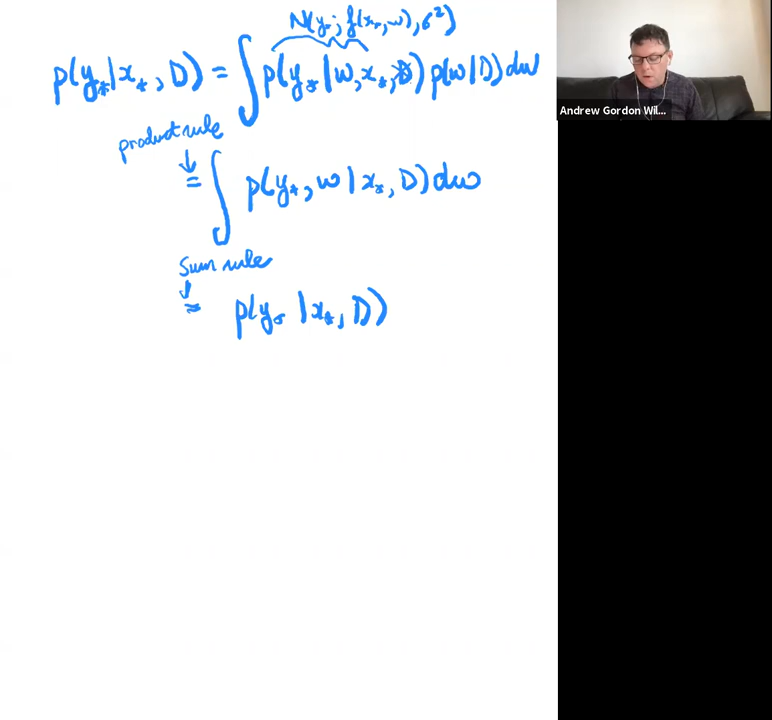 N(y*; f(x*, w), σ²)
p(y*|x*, D) = ∫ p(y*|w, x*, D) p(w|D) dw
product rule
↓
= ∫ p(y*, w|x*, D) dw
Sum rule
↓
= p(y*|x*, D)
Andrew Gordon Wil...